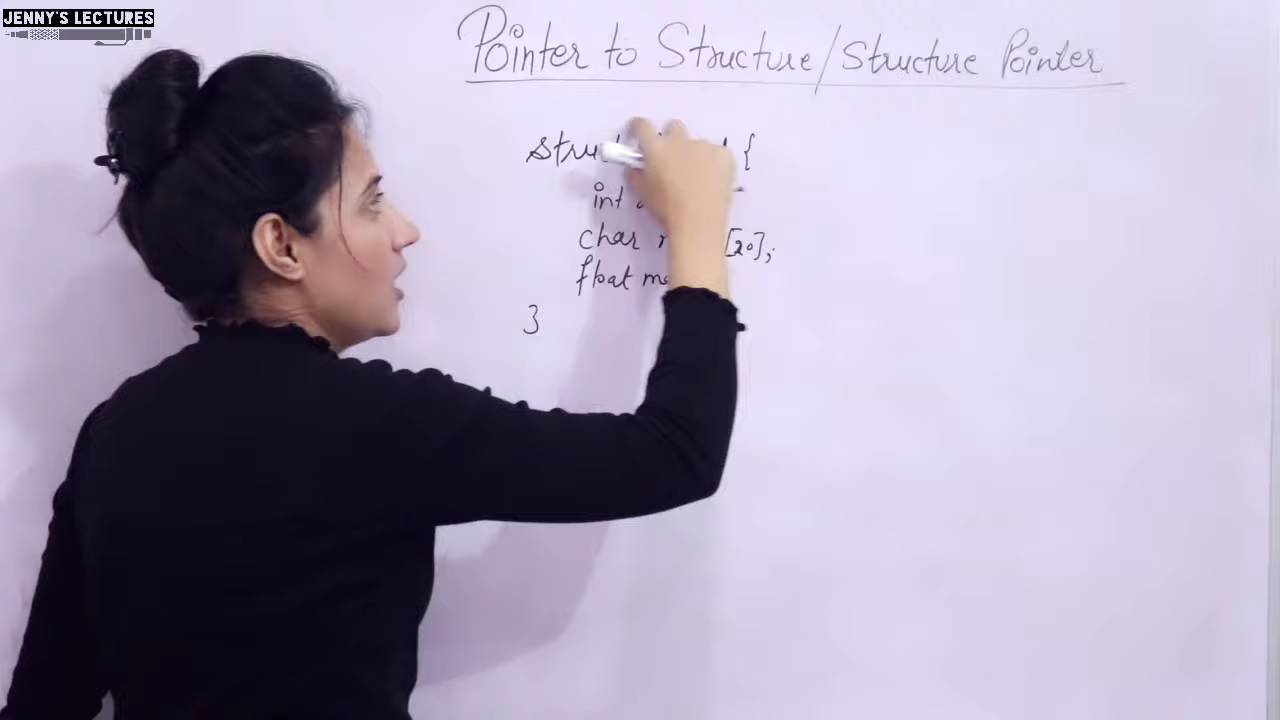 JENNY'S LECTURES
Pointer to Structure/Structure Pointer
{
int
char [20];
float
}